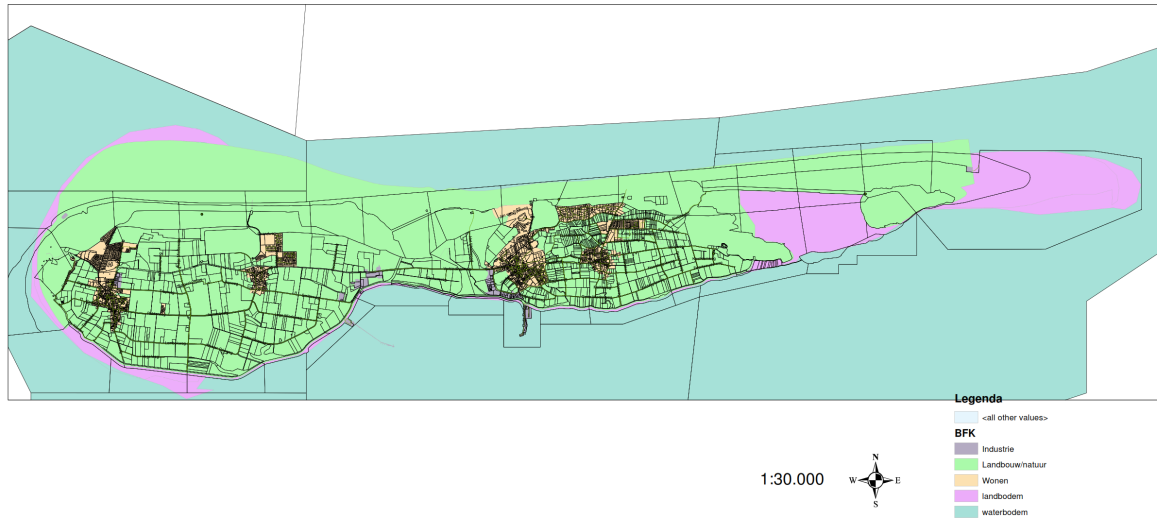 Legenda
<all other values>
BFK
Industrie
Landbouw/natuur
Wonen
landbodem
waterbodem
1:30.000
N
W E
S